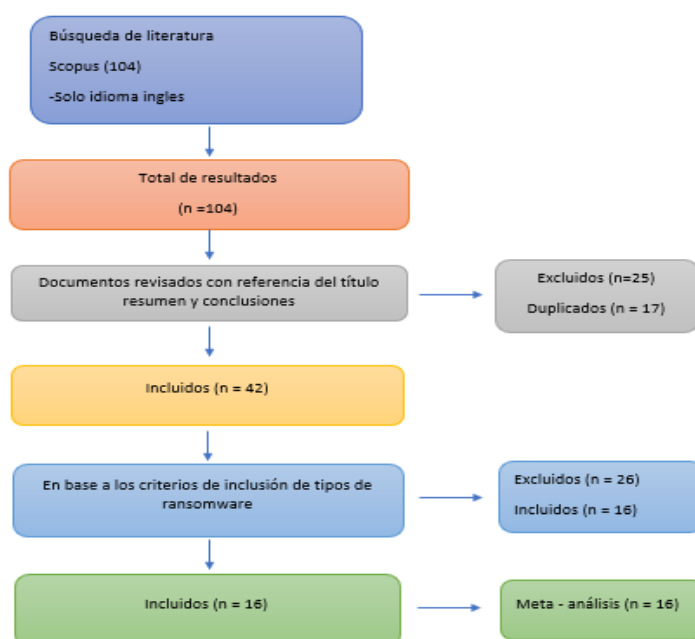 Búsqueda de literatura
Scopus (104)
-Solo idioma ingles
Total de resultados
(n =104)
Documentos revisados con referencia del título
resumen y conclusiones
Excluidos (n=25)
Duplicados (n = 17)
Incluidos (n = 42)
En base a los criterios de inclusión de tipos de
ransomware
Excluidos (n = 26)
Incluidos (n = 16)
Incluidos (n = 16)
Meta - análisis (n = 16)